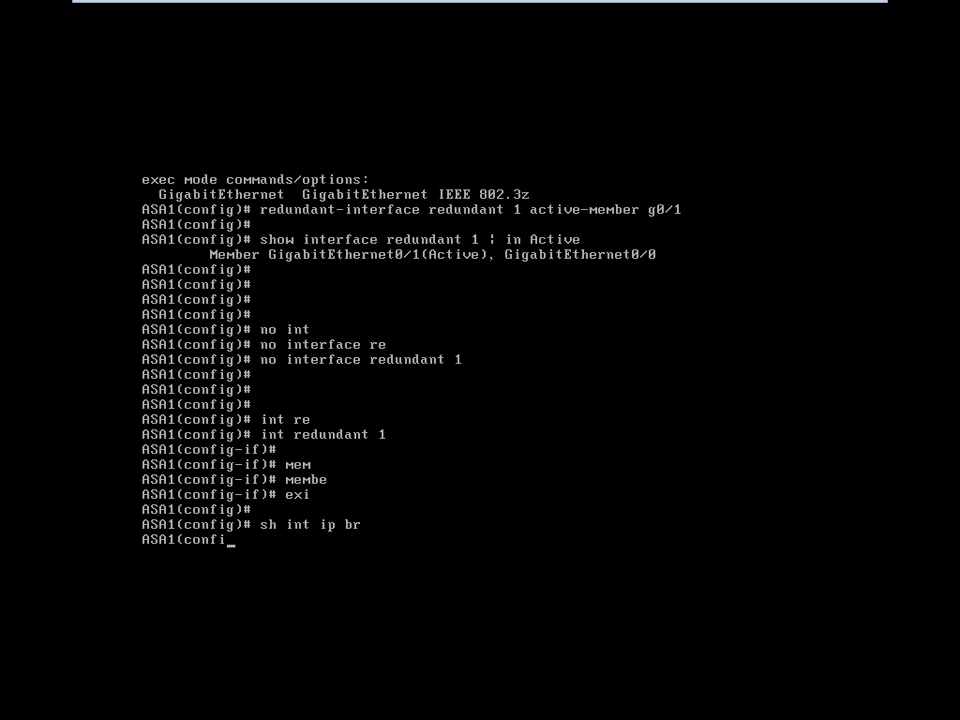 exec mode commands/options:
  GigabitEthernet  GigabitEthernet IEEE 802.3z
ASA1(config)# redundant-interface redundant 1 active-member g0/1
ASA1(config)#
ASA1(config)# show interface redundant 1 ¦ in Active
        Member GigabitEthernet0/1(Active), GigabitEthernet0/0
ASA1(config)#
ASA1(config)#
ASA1(config)#
ASA1(config)#
ASA1(config)# no int
ASA1(config)# no interface re
ASA1(config)# no interface redundant 1
ASA1(config)#
ASA1(config)#
ASA1(config)#
ASA1(config)# int re
ASA1(config)# int redundant 1
ASA1(config-if)#
ASA1(config-if)# mem
ASA1(config-if)# membe
ASA1(config-if)# exi
ASA1(config)#
ASA1(config)# sh int ip br
ASA1(confi_